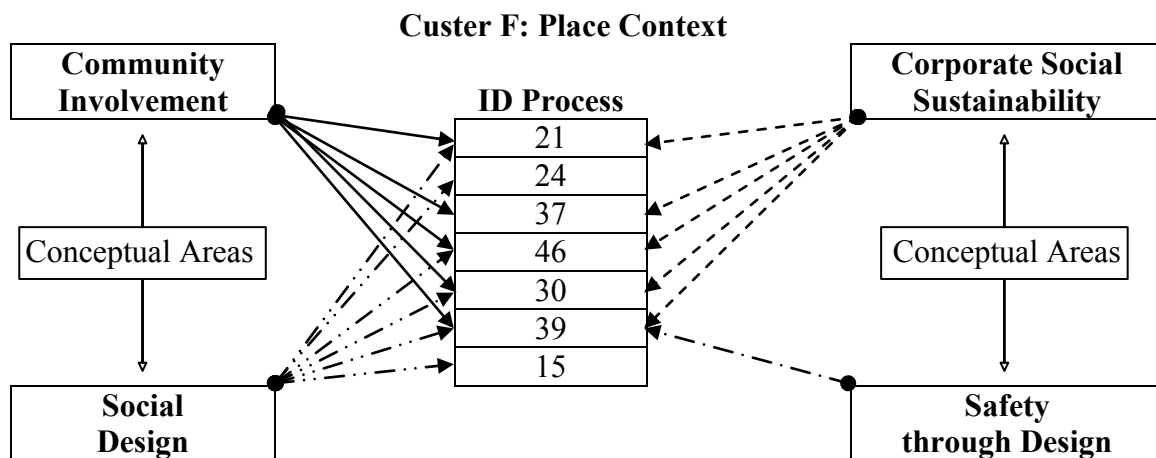 Custer F: Place Context
Community
Involvement
Corporate Social
Sustainability
ID Process
21
24
37
46
30
39
15
Conceptual Areas
Conceptual Areas
Social
Design
Safety
through Design